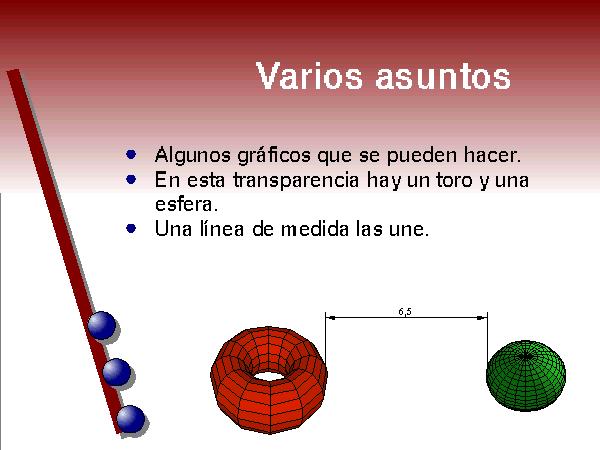 Varios asuntos
Algunos gráficos que se pueden hacer.
En esta transparencia hay un toro y una
esfera.
Una línea de medida las une.
6,5